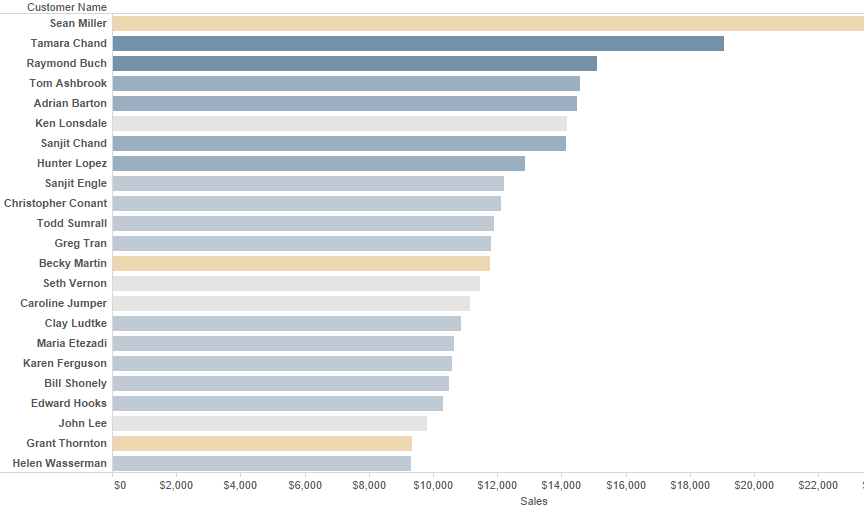 Customer Name
Sean Miller
Tamara Chand
Raymond Buch
Tom Ashbrook
Adrian Barton
Ken Lonsdale
Sanjit Chand
Hunter Lopez
Sanjit Engle
Christopher Conant
Todd Sumrall
Greg Tran
Becky Martin
Seth Vernon
Caroline Jumper
Clay Ludtke
Maria Etezadi
Karen Ferguson
Bill Shonely
Edward Hooks
John Lee
Grant Thornton
Helen Wasserman
$0 $2,000 $4,000 $6,000 $8,000 $10,000 $12,000 $14,000 $16,000 $18,000 $20,000 $22,000
Sales